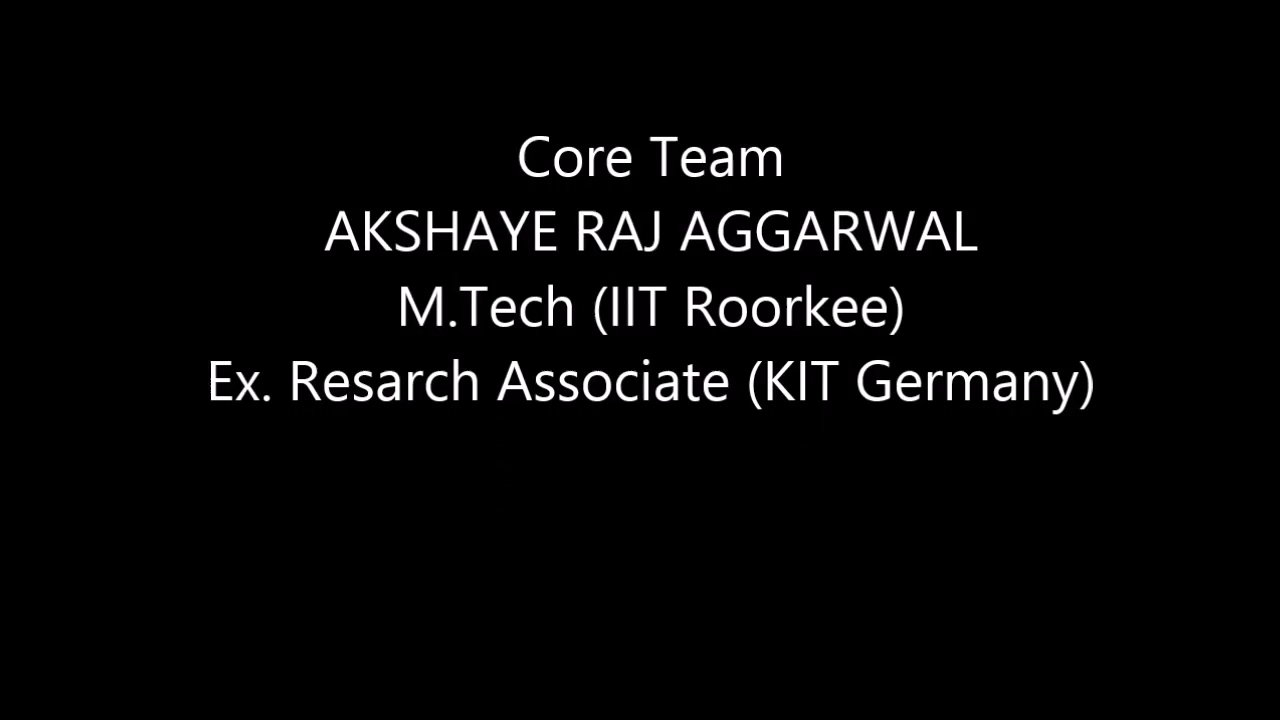 Core Team
AKSHAYE RAJ AGGARWAL
M.Tech (IIT Roorkee)
Ex. Resarch Associate (KIT Germany)